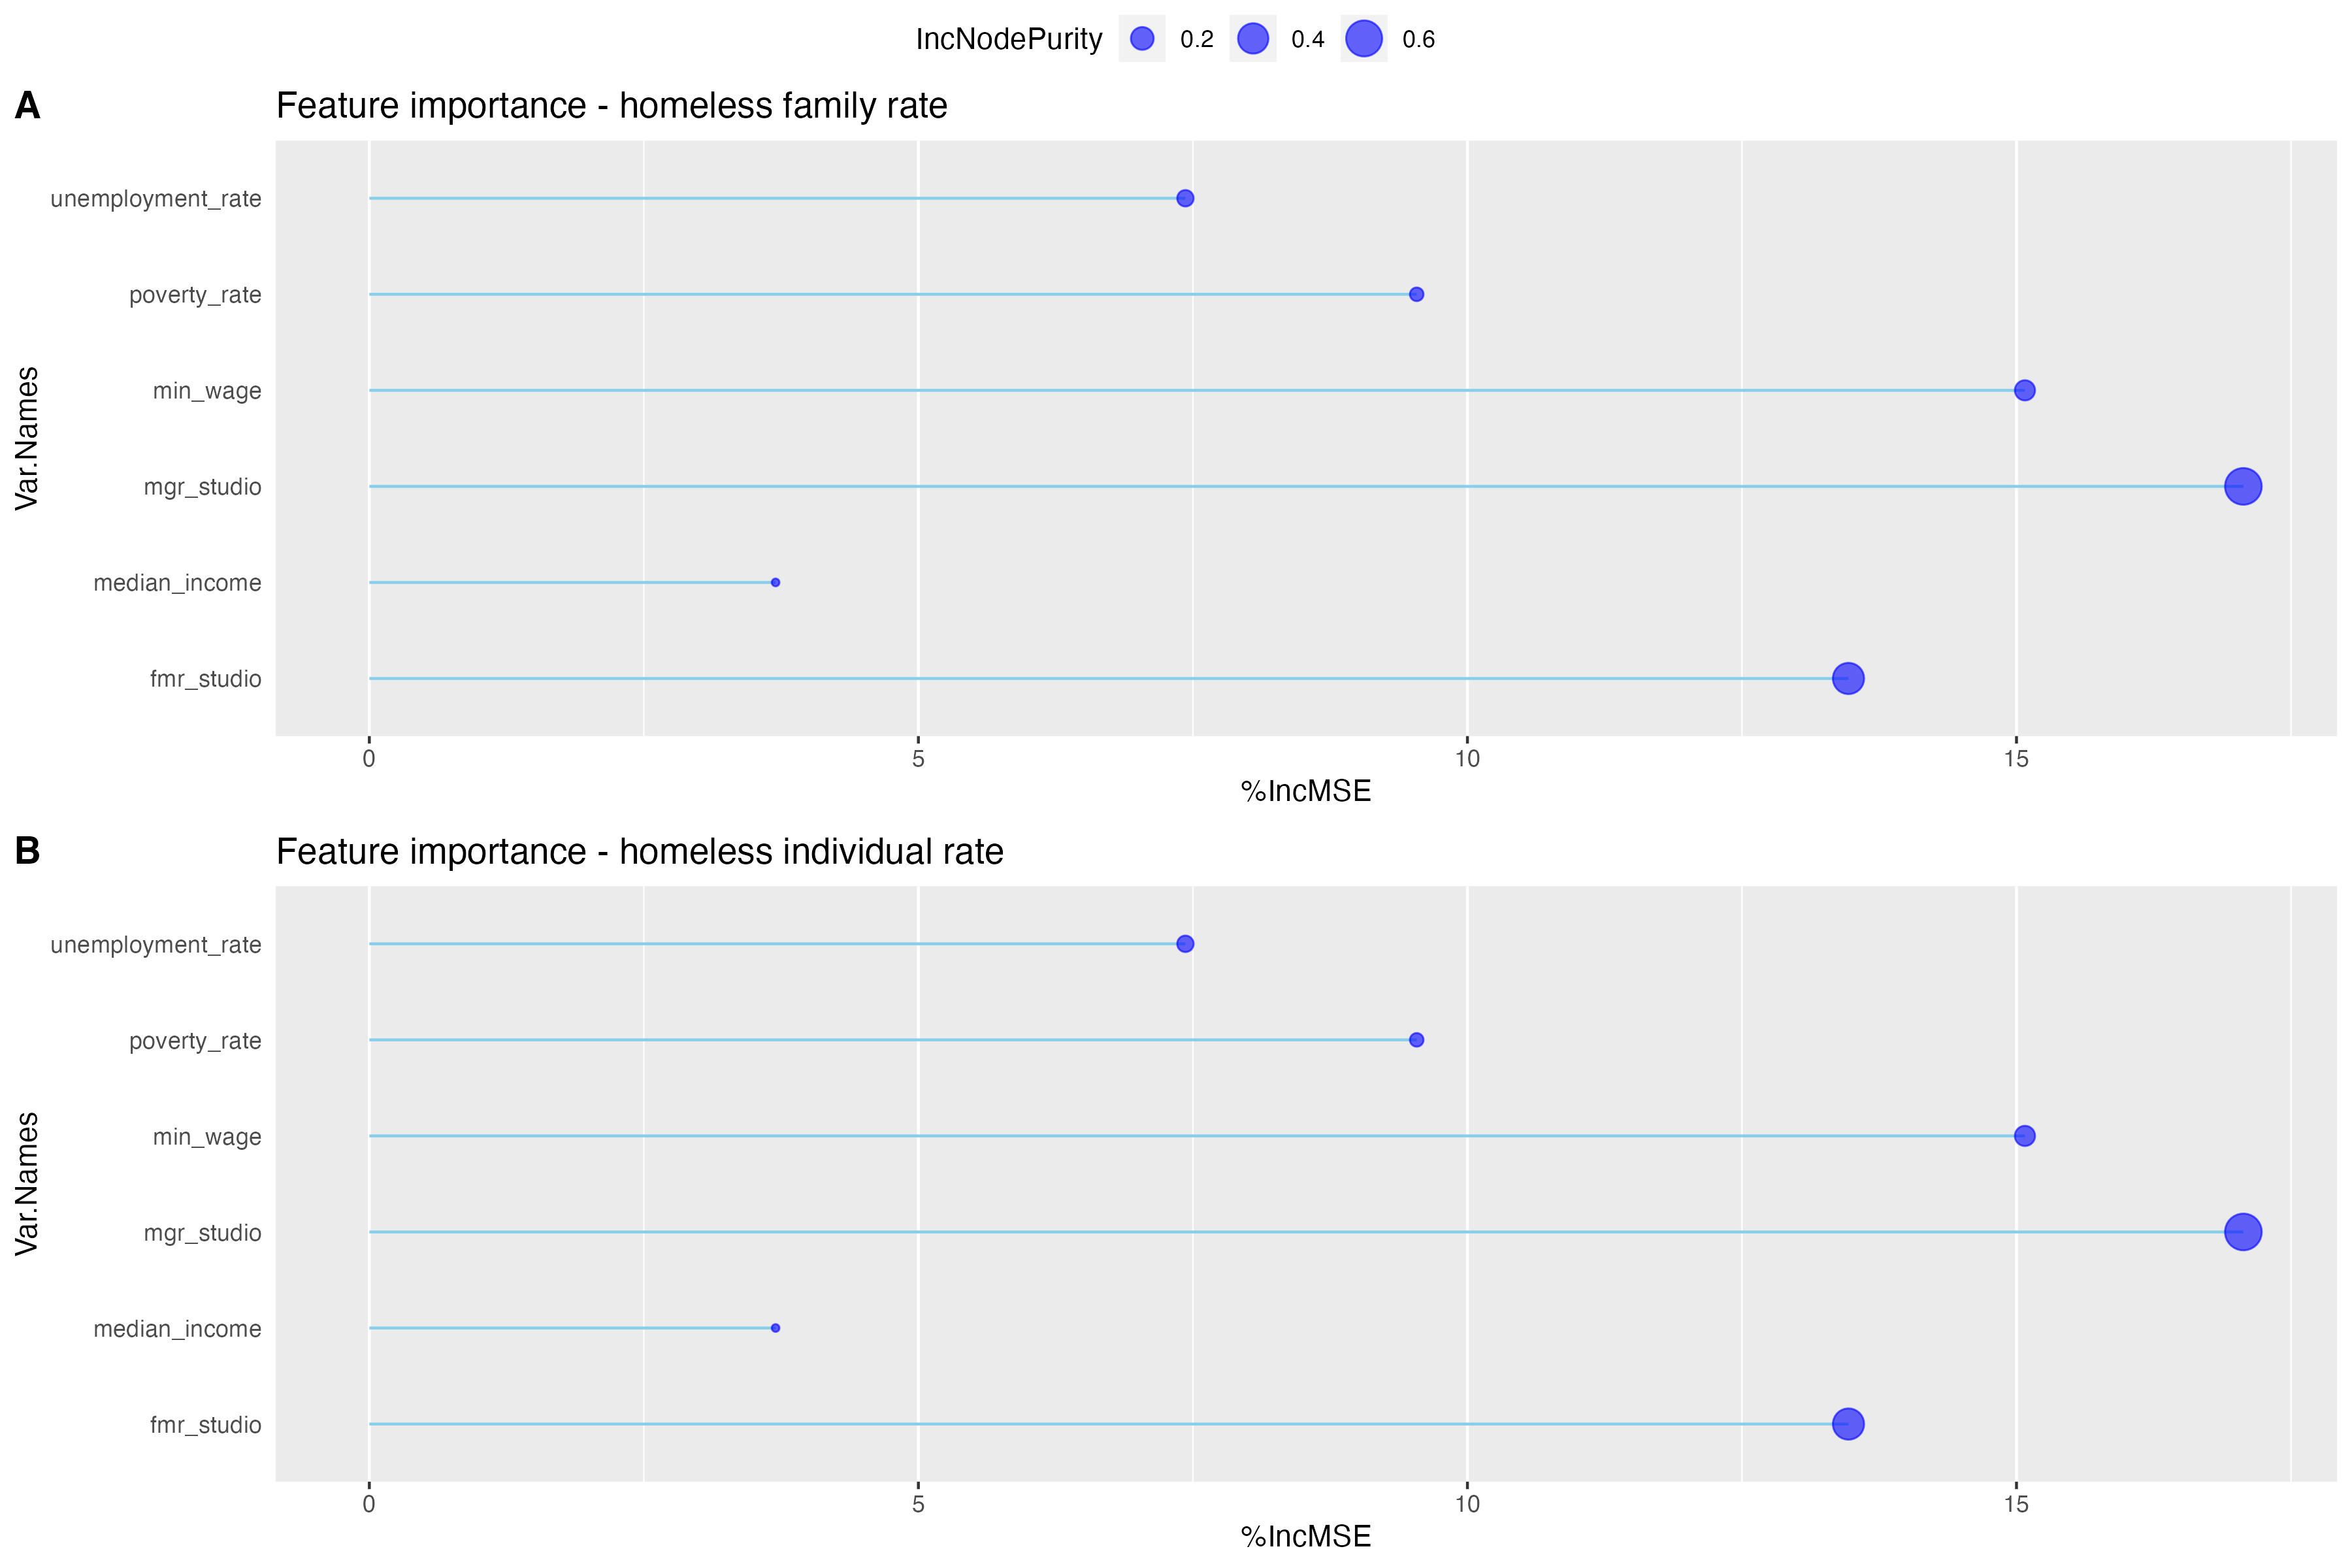 IncNodePurity 0.2 0.4 0.6
A
Feature importance - homeless family rate
Var.Names
unemployment_rate
poverty_rate
min_wage
mgr_studio
median_income
fmr_studio
0 5 10 15
%IncMSE
B
Feature importance - homeless individual rate
Var.Names
unemployment_rate
poverty_rate
min_wage
mgr_studio
median_income
fmr_studio
0 5 10 15
%IncMSE